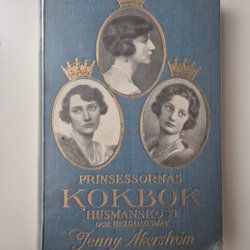 PRINSESSORNAS
KOKBOK
HUSMANSKOST
OCH HELGDAGSMAT
Jenny Åkerström